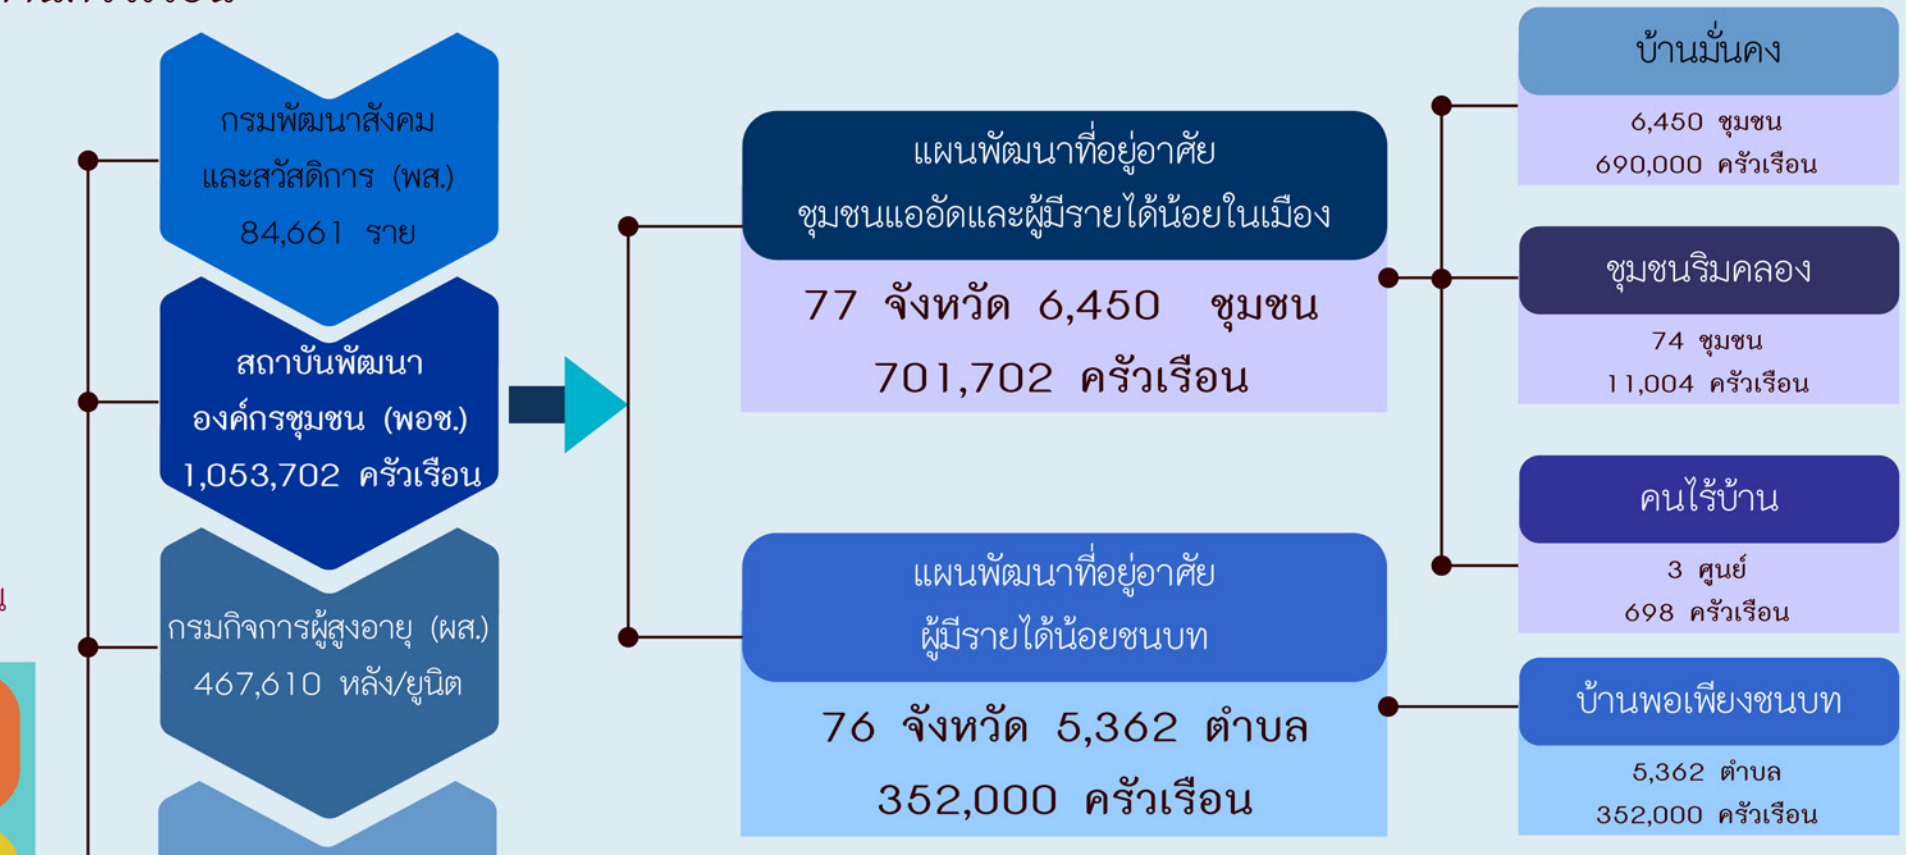 กรมพัฒนาสังคม
และสวัสดิการ (พส.)
84,661 ราย
สถาบันพัฒนา
องค์กรชุมชน (พอช.)
1,053,702 ครัวเรือน
กรมกิจการผู้สูงอายุ (ผส.)
467,610 หลัง/ยูนิต
แผนพัฒนาที่อยู่อาศัย
ชุมชนแออัดและผู้มีรายได้น้อยในเมือง
77 จังหวัด 6,450 ชุมชน
701,702 ครัวเรือน
แผนพัฒนาที่อยู่อาศัย
ผู้มีรายได้น้อยชนบท
76 จังหวัด 5,362 ตำบล
352,000 ครัวเรือน
บ้านมั่นคง
6,450 ชุมชน
690,000 ครัวเรือน
ชุมชนริมคลอง
74 ชุมชน
11,004 ครัวเรือน
คนไร้บ้าน
3 ศูนย์
698 ครัวเรือน
บ้านพอเพียงชนบท
5,362 ตำบล
352,000 ครัวเรือน